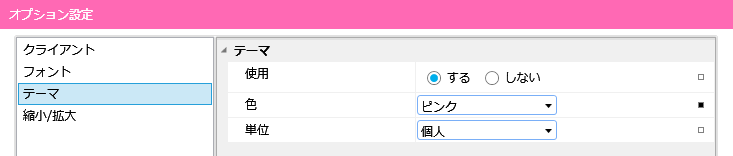 オプション設定
クライアント
フォント
テーマ
縮小/拡大
テーマ
使用 する しない
色 ピンク
単位 個人